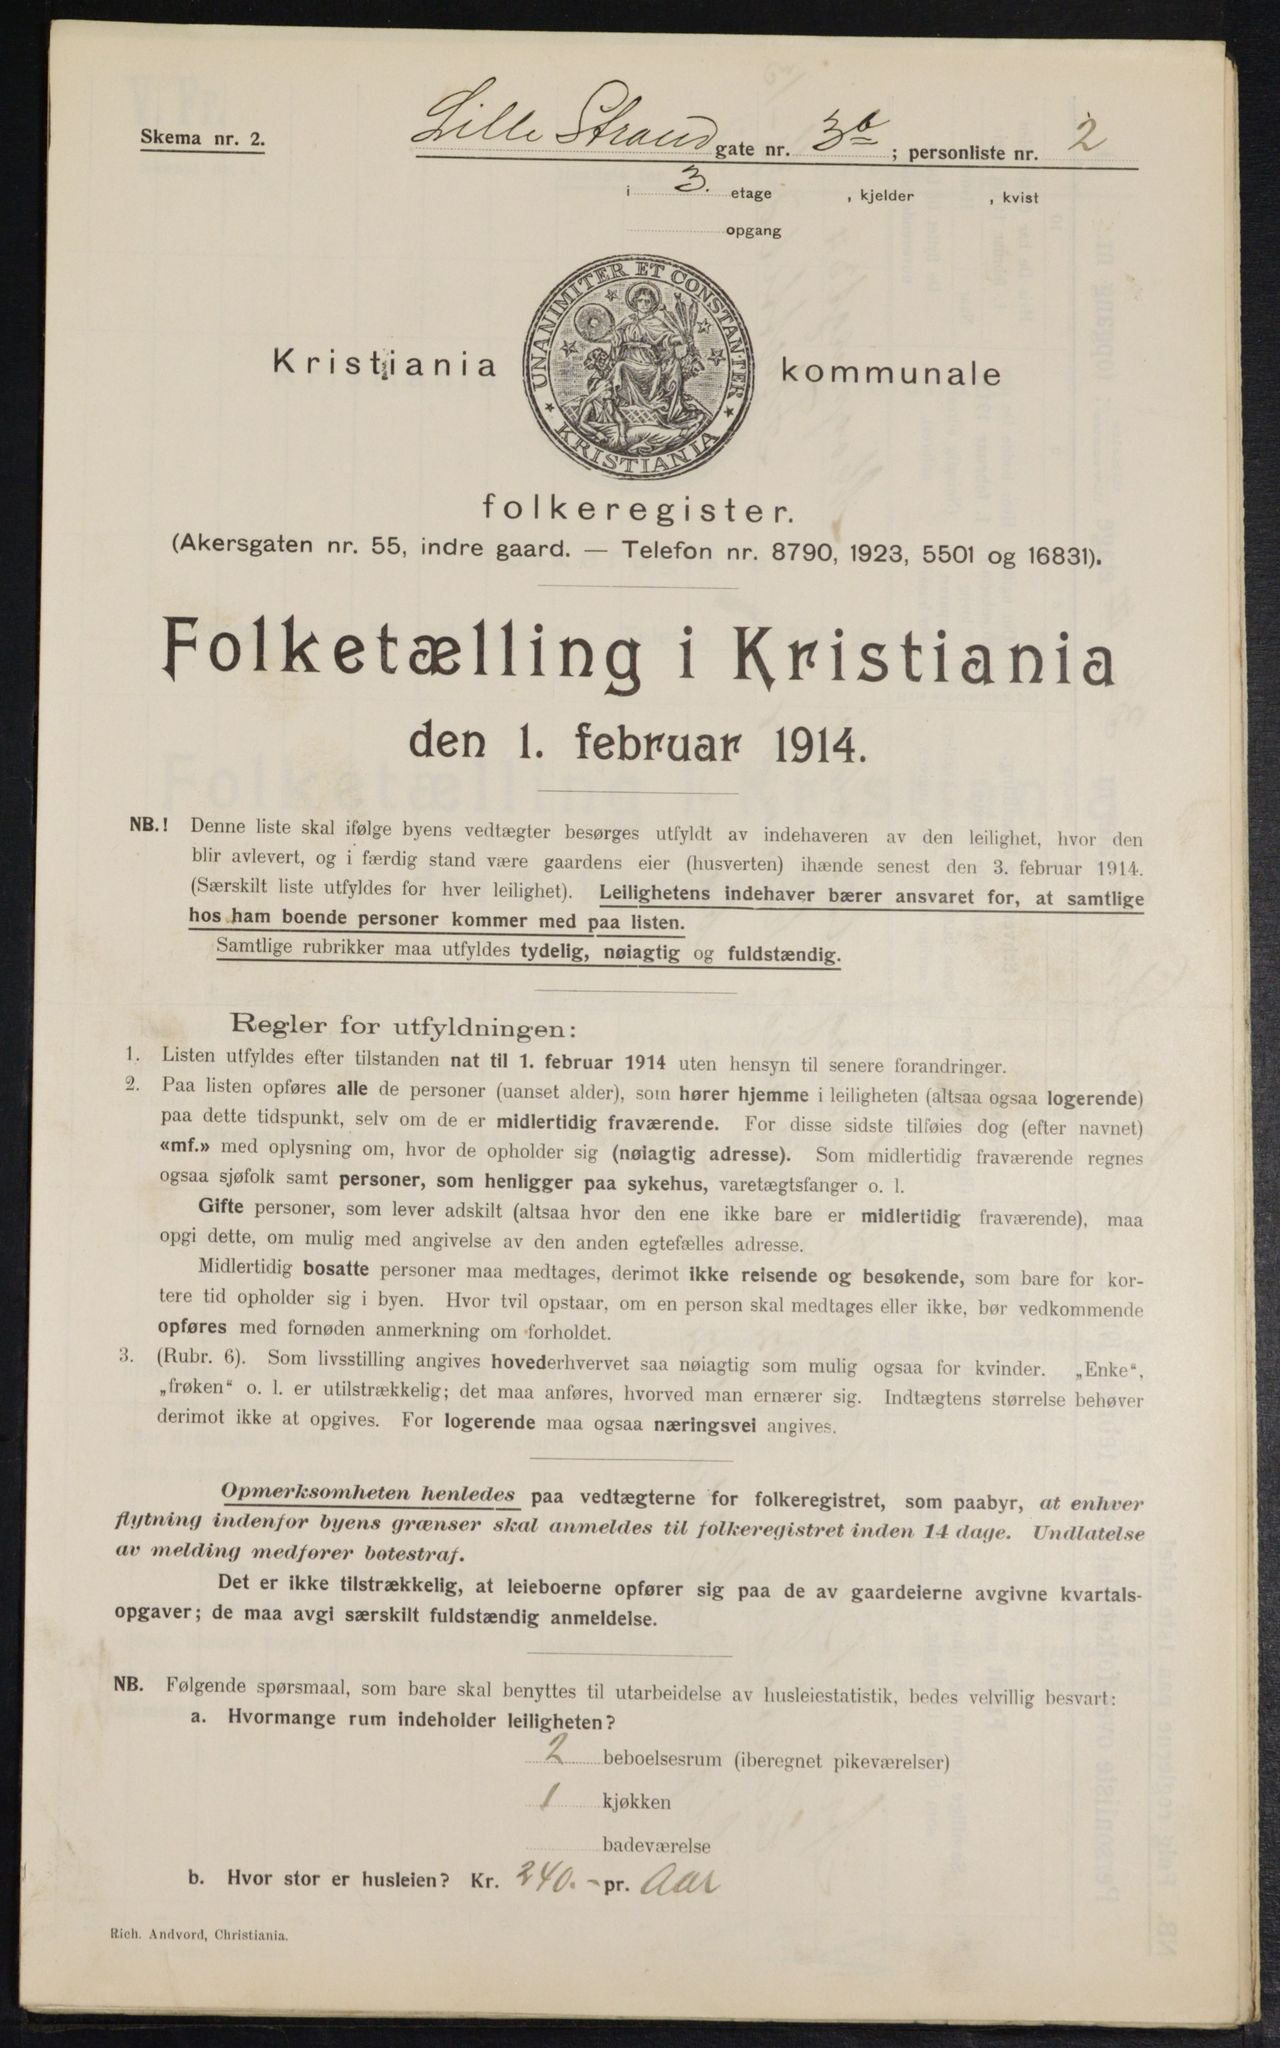 Skema nr. 2.
Lille Strand gate nr. 3b; personliste nr. 2
i 3. etage , kjelder , kvist
opgang
UNANIMITER ET CONSTANTER
KRISTIANIA
Kristiania kommunale
folkeregister.
(Akersgaten nr. 55, indre gaard. — Telefon nr. 8790, 1923, 5501 og 16831).
Folketælling i Kristiania
den 1. februar 1914.
NB.! Denne liste skal ifølge byens vedtægter besørges utfyldt av indehaveren av den leilighet, hvor den
blir avlevert, og i færdig stand være gaardens eier (husverten) ihænde senest den 3. februar 1914.
(Særskilt liste utfyldes for hver leilighet). Leilighetens indehaver bærer ansvaret for, at samtlige
hos ham boende personer kommer med paa listen.
Samtlige rubrikker maa utfyldes tydelig, nøiagtig og fuldstændig.
Regler for utfyldningen:
1. Listen utfyldes efter tilstanden nat til 1. februar 1914 uten hensyn til senere forandringer.
2. Paa listen opføres alle de personer (uanset alder), som hører hjemme i leiligheten (altsaa ogsaa logerende)
paa dette tidspunkt, selv om de er midlertidig fraværende. For disse sidste tilføies dog (efter navnet)
«mf.» med oplysning om, hvor de opholder sig (nøiagtig adresse). Som midlertidig fraværende regnes
ogsaa sjøfolk samt personer, som henligger paa sykehus, varetægtsfanger o. l.
Gifte personer, som lever adskilt (altsaa hvor den ene ikke bare er midlertidig fraværende), maa
opgi dette, om mulig med angivelse av den anden egtefælles adresse.
Midlertidig bosatte personer maa medtages, derimot ikke reisende og besøkende, som bare for kor-
tere tid opholder sig i byen. Hvor tvil opstaar, om en person skal medtages eller ikke, bør vedkommende
opføres med fornøden anmerkning om forholdet.
3. (Rubr. 6). Som livsstilling angives hovederhvervet saa nøiagtig som mulig ogsaa for kvinder. „Enke“,
„frøken“ o. l. er utilstrækkelig; det maa anføres, hvorved man ernærer sig. Indtægtens størrelse behøver
derimot ikke at opgives. For logerende maa ogsaa næringsvei angives.
Opmerksomheten henledes paa vedtægterne for folkeregistret, som paabyr, at enhver
flytning indenfor byens grænser skal anmeldes til folkeregistret inden 14 dage. Undlatelse
av melding medfører bøtestraf.
Det er ikke tilstrækkelig, at leieboerne opfører sig paa de av gaardeierne avgivne kvartals-
opgaver; de maa avgi særskilt fuldstændig anmeldelse.
NB. Følgende spørsmaal, som bare skal benyttes til utarbeidelse av husleiestatistik, bedes velvillig besvart:
a. Hvormange rum indeholder leiligheten?
2 beboelsesrum (iberegnet pikeværelser)
1 kjøkken
badeværelse
b. Hvor stor er husleien? Kr. 240.- pr. Aar
Rich. Andvord, Christiania.